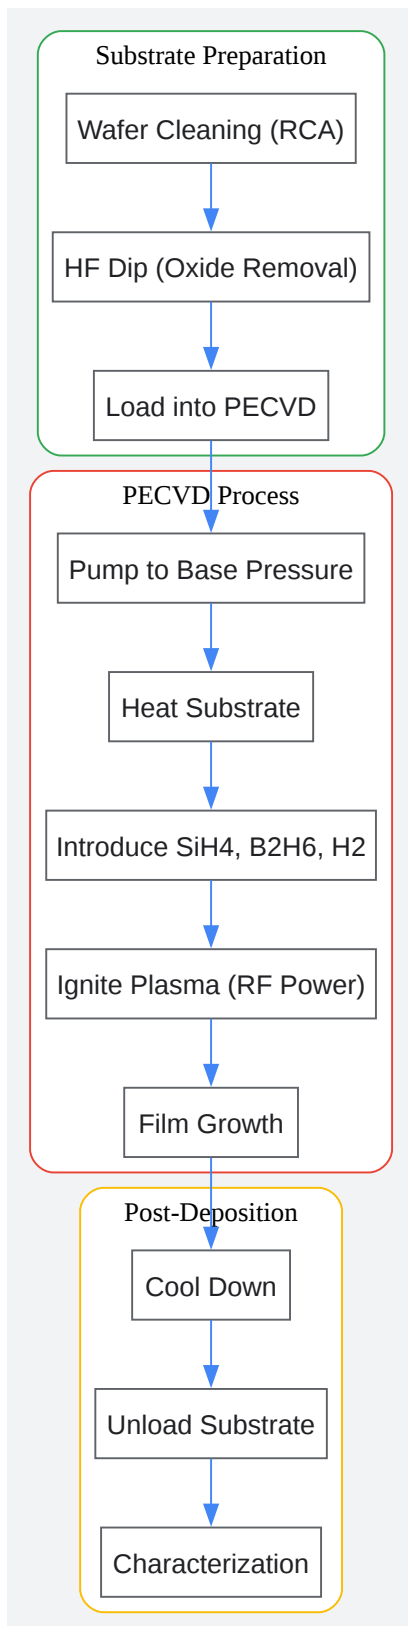 Substrate Preparation
Wafer Cleaning (RCA)
HF Dip (Oxide Removal)
Load into PECVD
PECVD Process
Pump to Base Pressure
Heat Substrate
Introduce SiH4, B2H6, H2
Ignite Plasma (RF Power)
Film Growth
Post-Deposition
Cool Down
Unload Substrate
Characterization